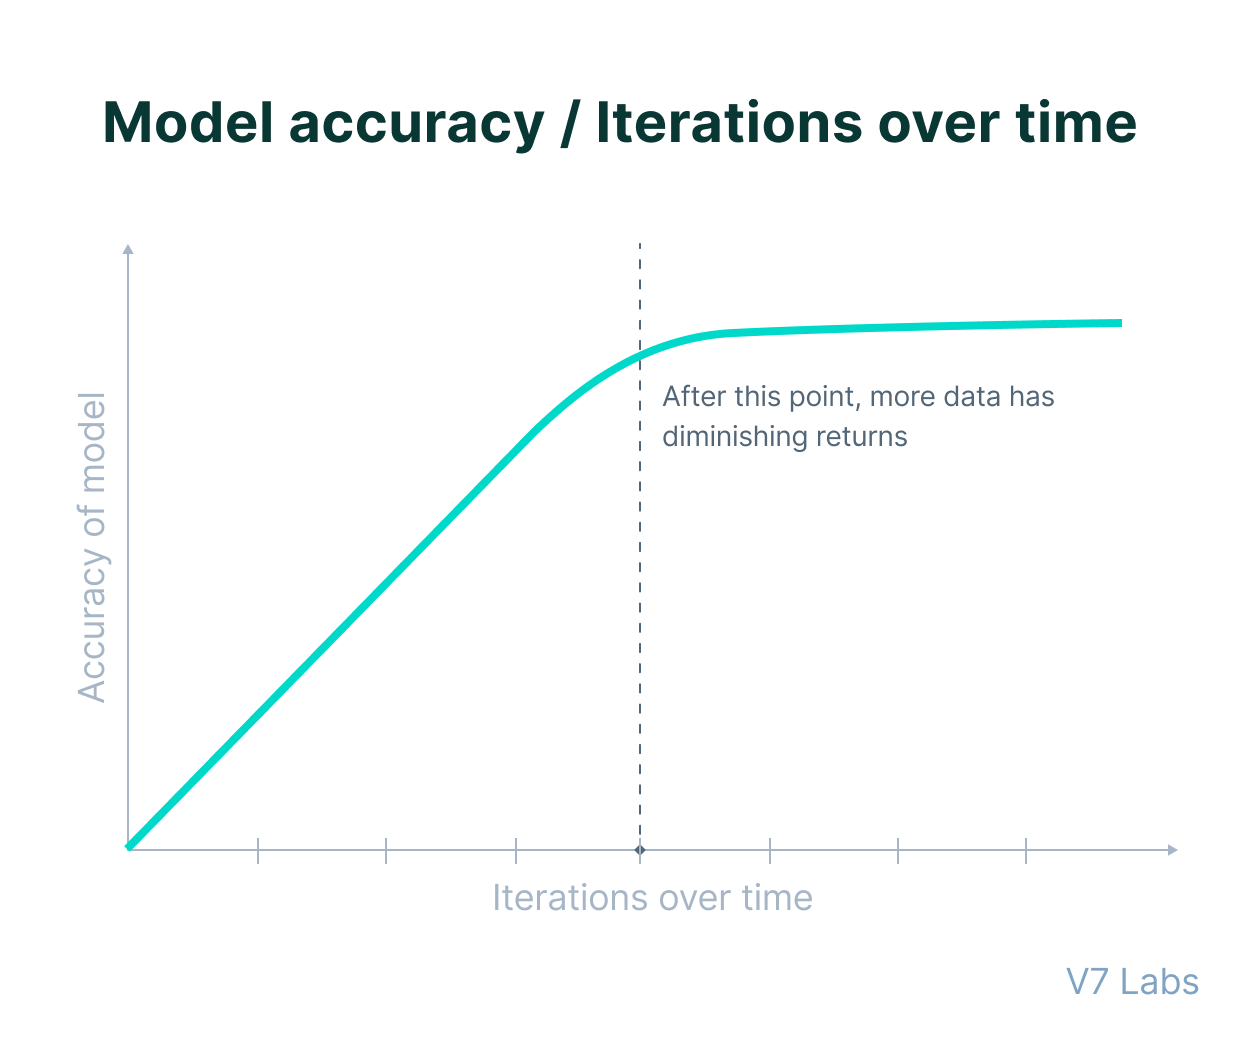 Model accuracy / Iterations over time
Accuracy of model
After this point, more data has
diminishing returns
Iterations over time
V7 Labs